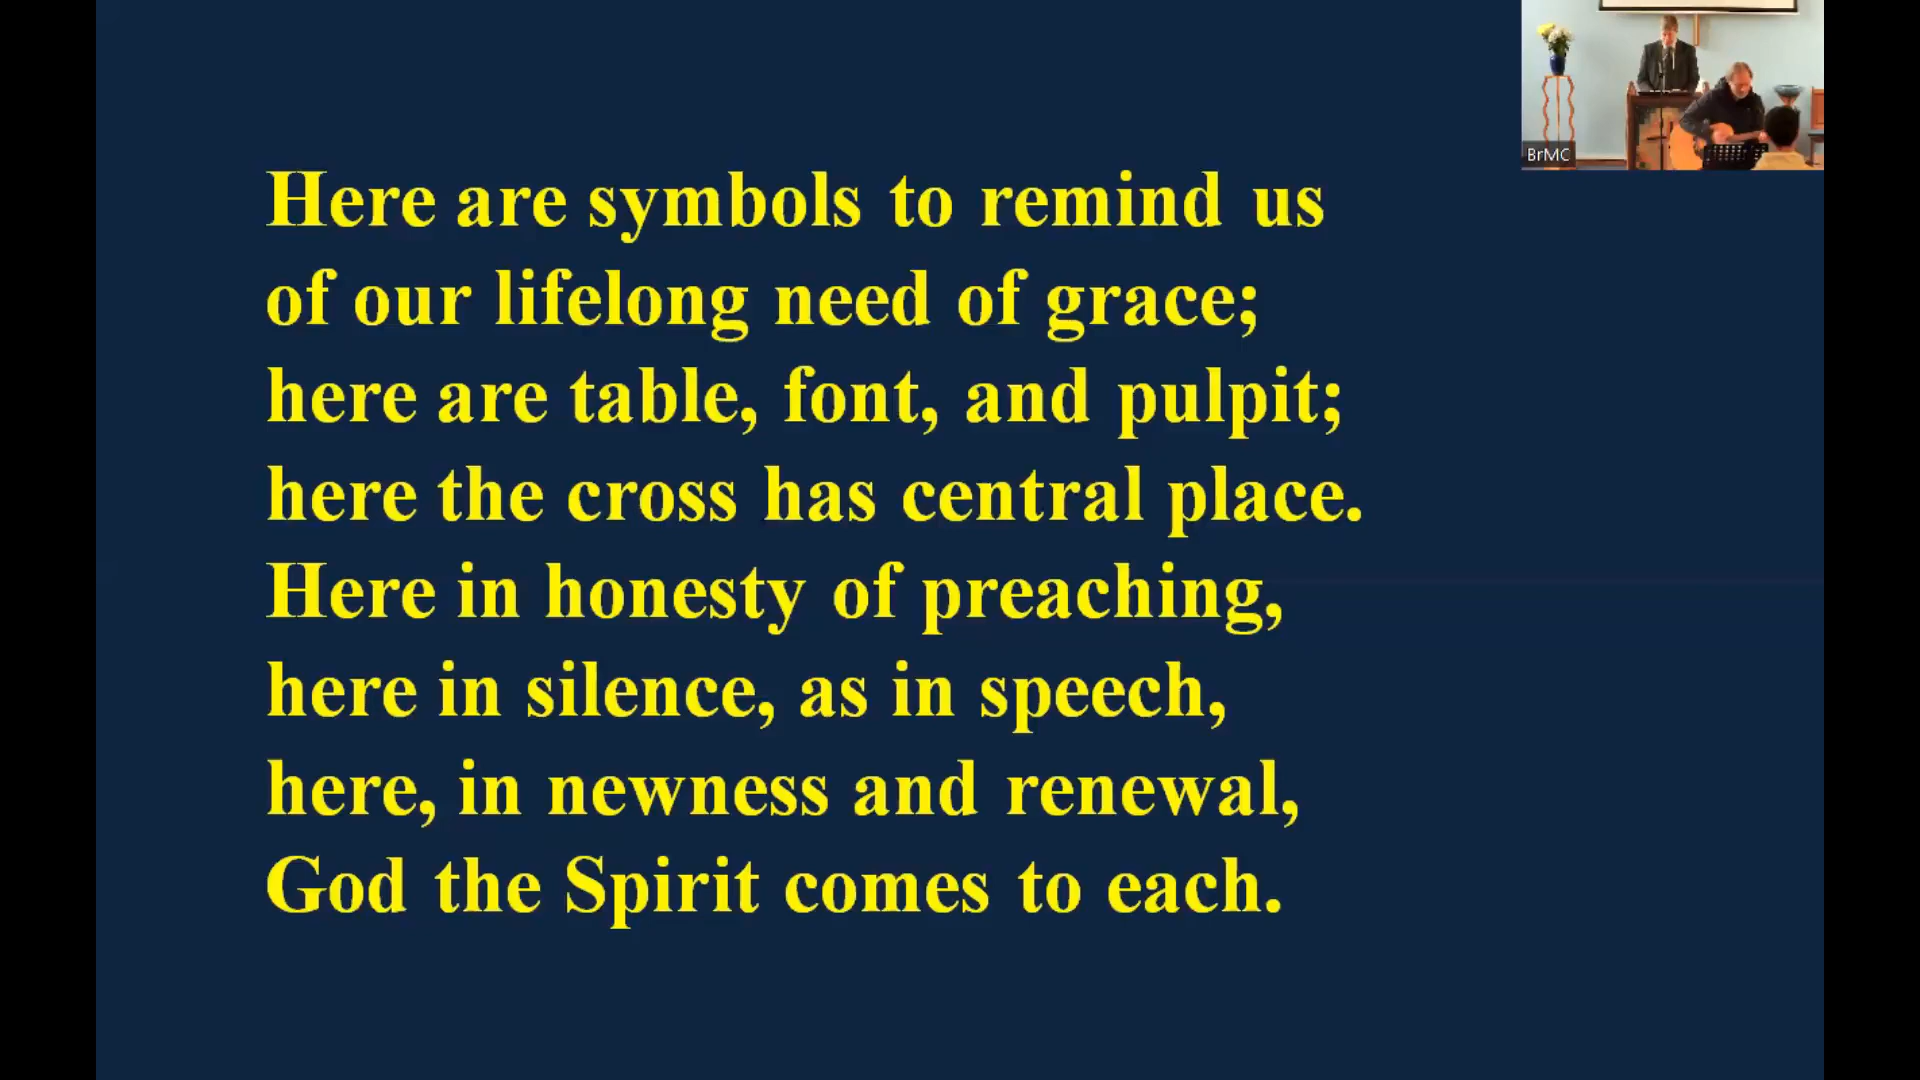 BrMC
Here are symbols to remind us
of our lifelong need of grace;
here are table, font, and pulpit;
here the cross has central place.
Here in honesty of preaching,
here in silence, as in speech,
here, in newness and renewal,
God the Spirit comes to each.